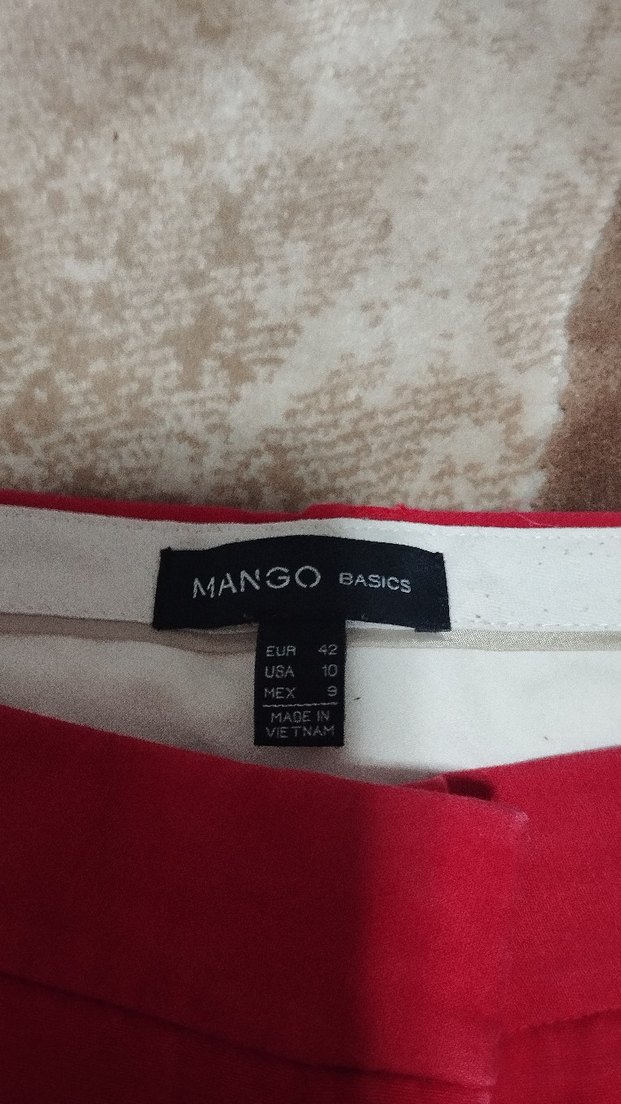 MANGO BASICS
EUR 42
USA 10
MEX 9
MADE IN
VIETNAM